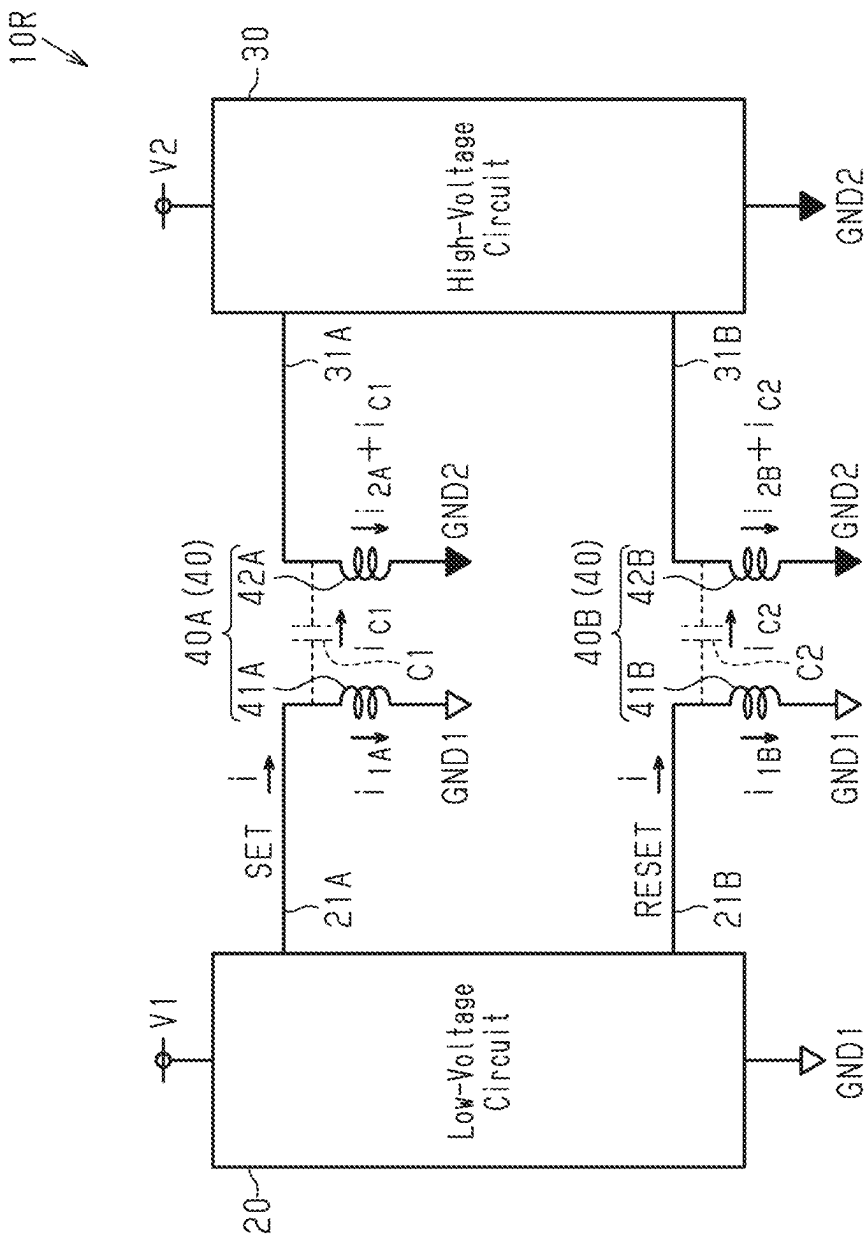 10R
V1
V2
20
30
Low-Voltage
Circuit
High-Voltage
Circuit
40A(40)
41A
42A
SET
i
21A
31A
i1A
C1
iC1
i2A+iC1
GND1
GND2
40B(40)
41B
42B
RESET
i
21B
31B
i1B
C2
iC2
i2B+iC2
GND1
GND2
GND1
GND2